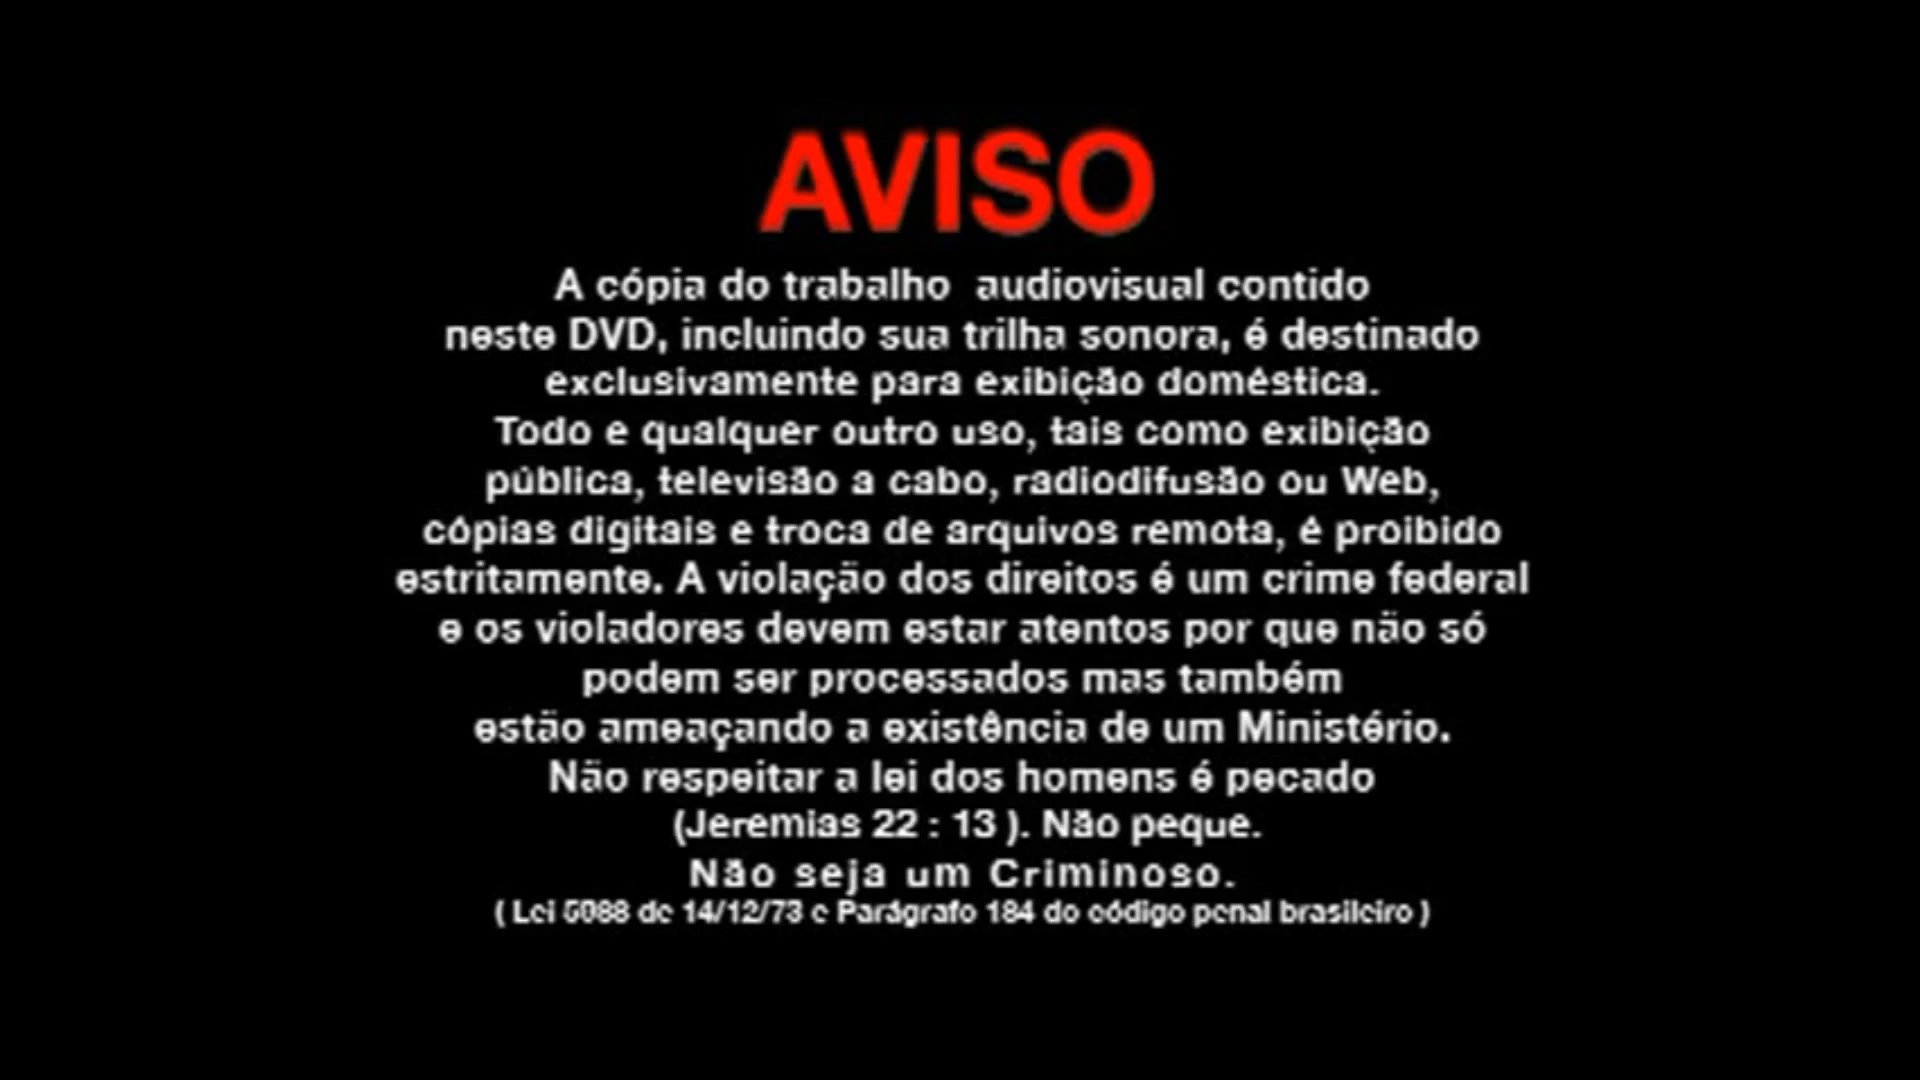 AVISO
A cópia do trabalho audiovisual contido
neste DVD, incluindo sua trilha sonora, é destinado
exclusivamente para exibição doméstica.
Todo e qualquer outro uso, tais como exibição
pública, televisão a cabo, radiodifusão ou Web,
cópias digitais e troca de arquivos remota, é proibido
estritamente. A violação dos direitos é um crime federal
e os violadores devem estar atentos por que não só
podem ser processados mas também
estão ameaçando a existência de um Ministério.
Não respeitar a lei dos homens é pecado
(Jeremias 22 : 13 ). Não peque.
Não seja um Criminoso.
( Lei 5088 de 14/12/73 e Parágrafo 184 do código penal brasileiro )